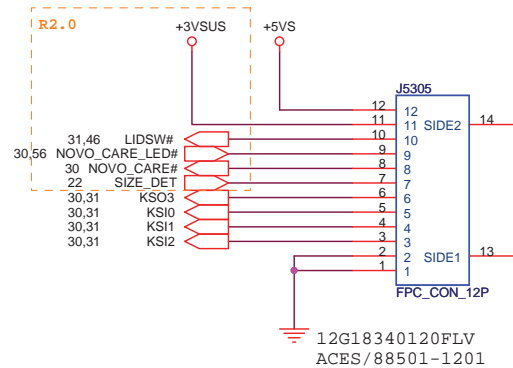 R2.0
+3VSUS +5VS
J5305
12 12
11 11 SIDE2 14
31,46 LIDSW# 10 10
30,56 NOVO_CARE_LED# 9 9
30 NOVO_CARE# 8 8
22 SIZE_DET 7 7
30,31 KSO3 6 6
30,31 KSI0 5 5
30,31 KSI1 4 4
30,31 KSI2 3 3
2 2 SIDE1 13
1 1
FPC_CON_12P
12G18340120FLV
ACES/88501-1201